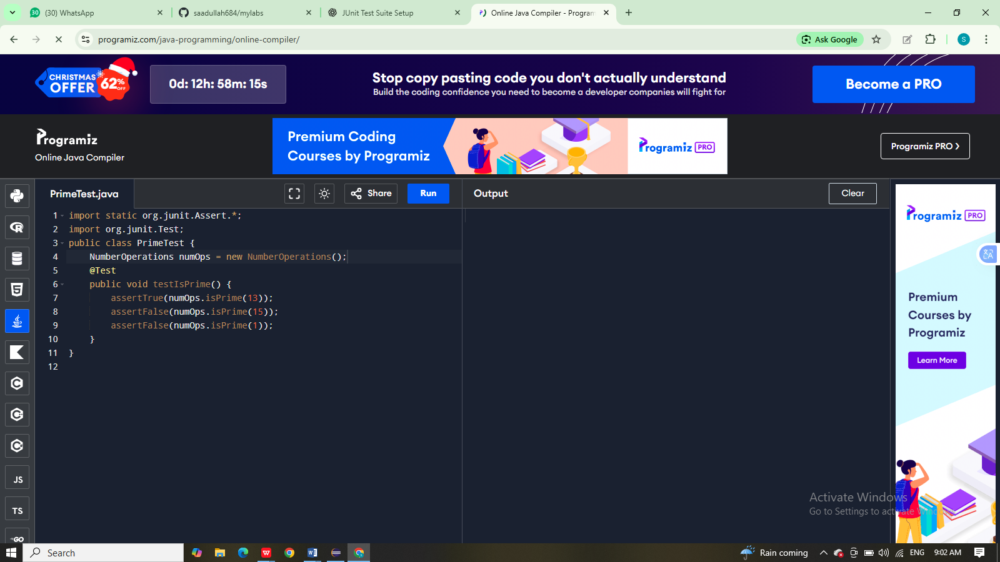 30 (30) WhatsApp
saadullah684/mylabs
JUnit Test Suite Setup
Online Java Compiler - Program
programiz.com/java-programming/online-compiler/
Ask Google
S
CHRISTMAS
OFFER
62% OFF
0d: 12h: 58m: 15s
Stop copy pasting code you don't actually understand
Build the coding confidence you need to become a developer companies will fight for
Become a PRO
Programiz
Online Java Compiler
Premium Coding
Courses by Programiz
Programiz PRO
Programiz PRO ›
PrimeTest.java
Share
Run
Output
Clear
1 import static org.junit.Assert.*;
2 import org.junit.Test;
3 public class PrimeTest {
4 NumberOperations numOps = new NumberOperations();
5 @Test
6 public void testIsPrime() {
7 assertTrue(numOps.isPrime(13));
8 assertFalse(numOps.isPrime(15));
9 assertFalse(numOps.isPrime(1));
10 }
11 }
12
JS
TS
GO
Programiz PRO
Premium
Courses by
Programiz
Learn More
Activate Windows
Go to Settings to activate Windows.
Search
Rain coming
ENG
9:02 AM